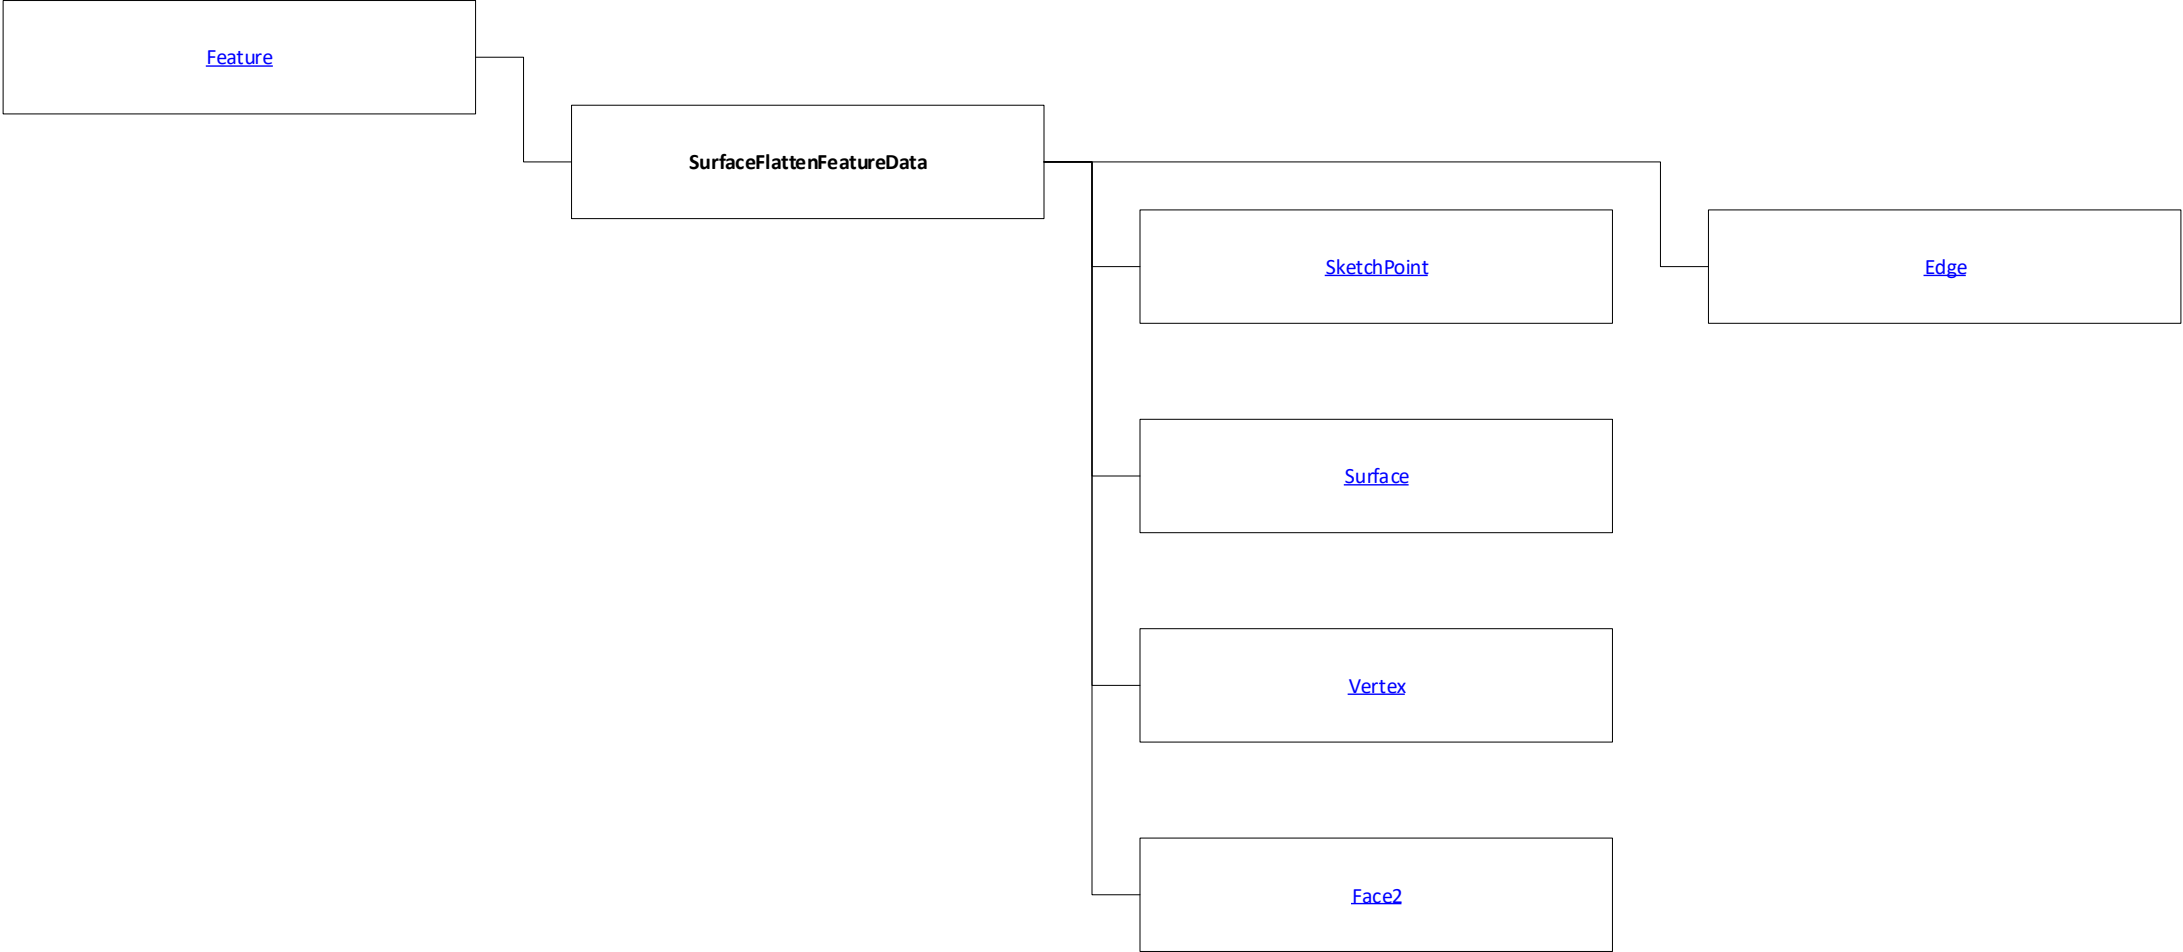 Feature
SurfaceFlattenFeatureData
SketchPoint
Edge
Surface
Vertex
Face2